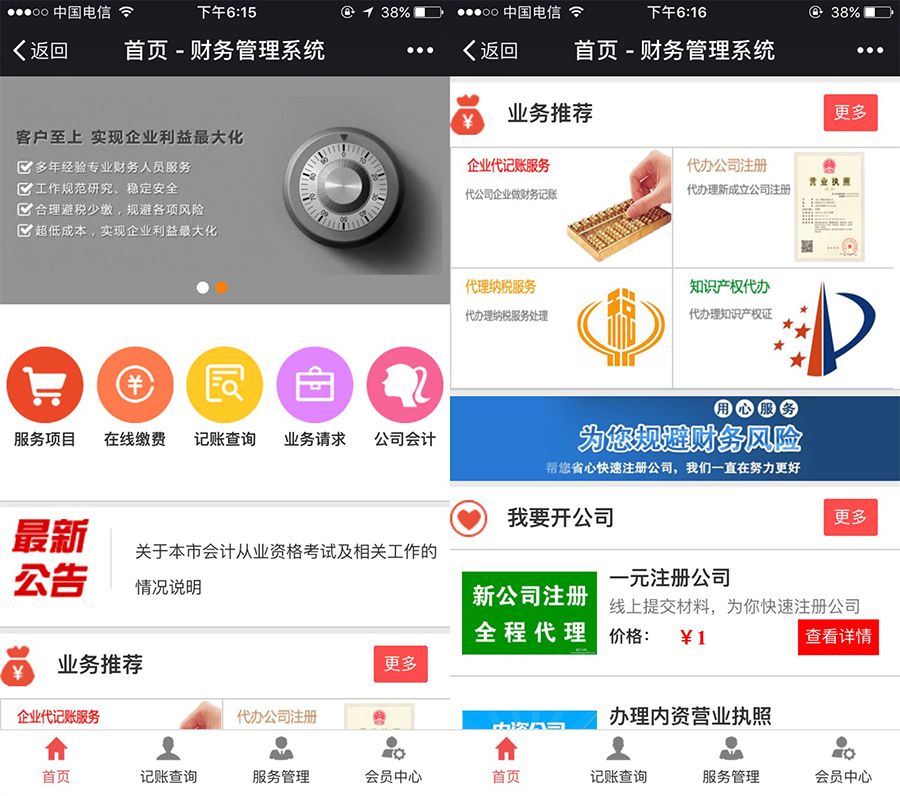 中国电信 下午6:15 38%
返回 首页 - 财务管理系统
客户至上 实现企业利益最大化
多年经验专业财务人员服务
工作规范研究、稳定安全
合理避税少缴，规避各项风险
超低成本，实现企业利益最大化
服务项目 在线缴费 记账查询 业务请求 公司会计
最新
公告
关于本市会计从业资格考试及相关工作的
情况说明
业务推荐 更多
企业代记账服务 代办公司注册
首页 记账查询 服务管理 会员中心
中国电信 下午6:16 38%
返回 首页 - 财务管理系统
业务推荐 更多
企业代记账服务
代公司企业做财务记账
代办公司注册
代办理新成立公司注册
营业执照
代理纳税服务
代办理纳税服务处理
知识产权代办
代办理知识产权证
用心服务
为您规避财务风险
帮您省心快速注册公司，我们一直在努力更好
我要开公司 更多
新公司注册
全程代理
一元注册公司
线上提交材料，为你快速注册公司
价格： ¥1 查看详情
内资公司
办理内资营业执照
首页 记账查询 服务管理 会员中心